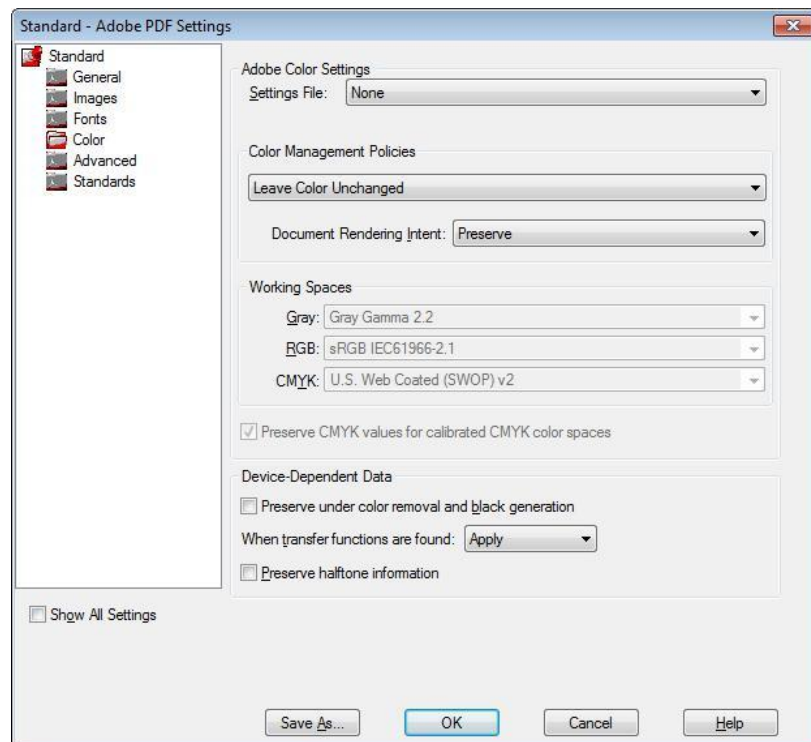 Standard - Adobe PDF Settings
Standard
General
Images
Fonts
Color
Advanced
Standards
Show All Settings
Adobe Color Settings
Settings File: None
Color Management Policies
Leave Color Unchanged
Document Rendering Intent: Preserve
Working Spaces
Gray: Gray Gamma 2.2
RGB: sRGB IEC61966-2.1
CMYK: U.S. Web Coated (SWOP) v2
Preserve CMYK values for calibrated CMYK color spaces
Device-Dependent Data
Preserve under color removal and black generation
When transfer functions are found: Apply
Preserve halftone information
Save As... OK Cancel Help